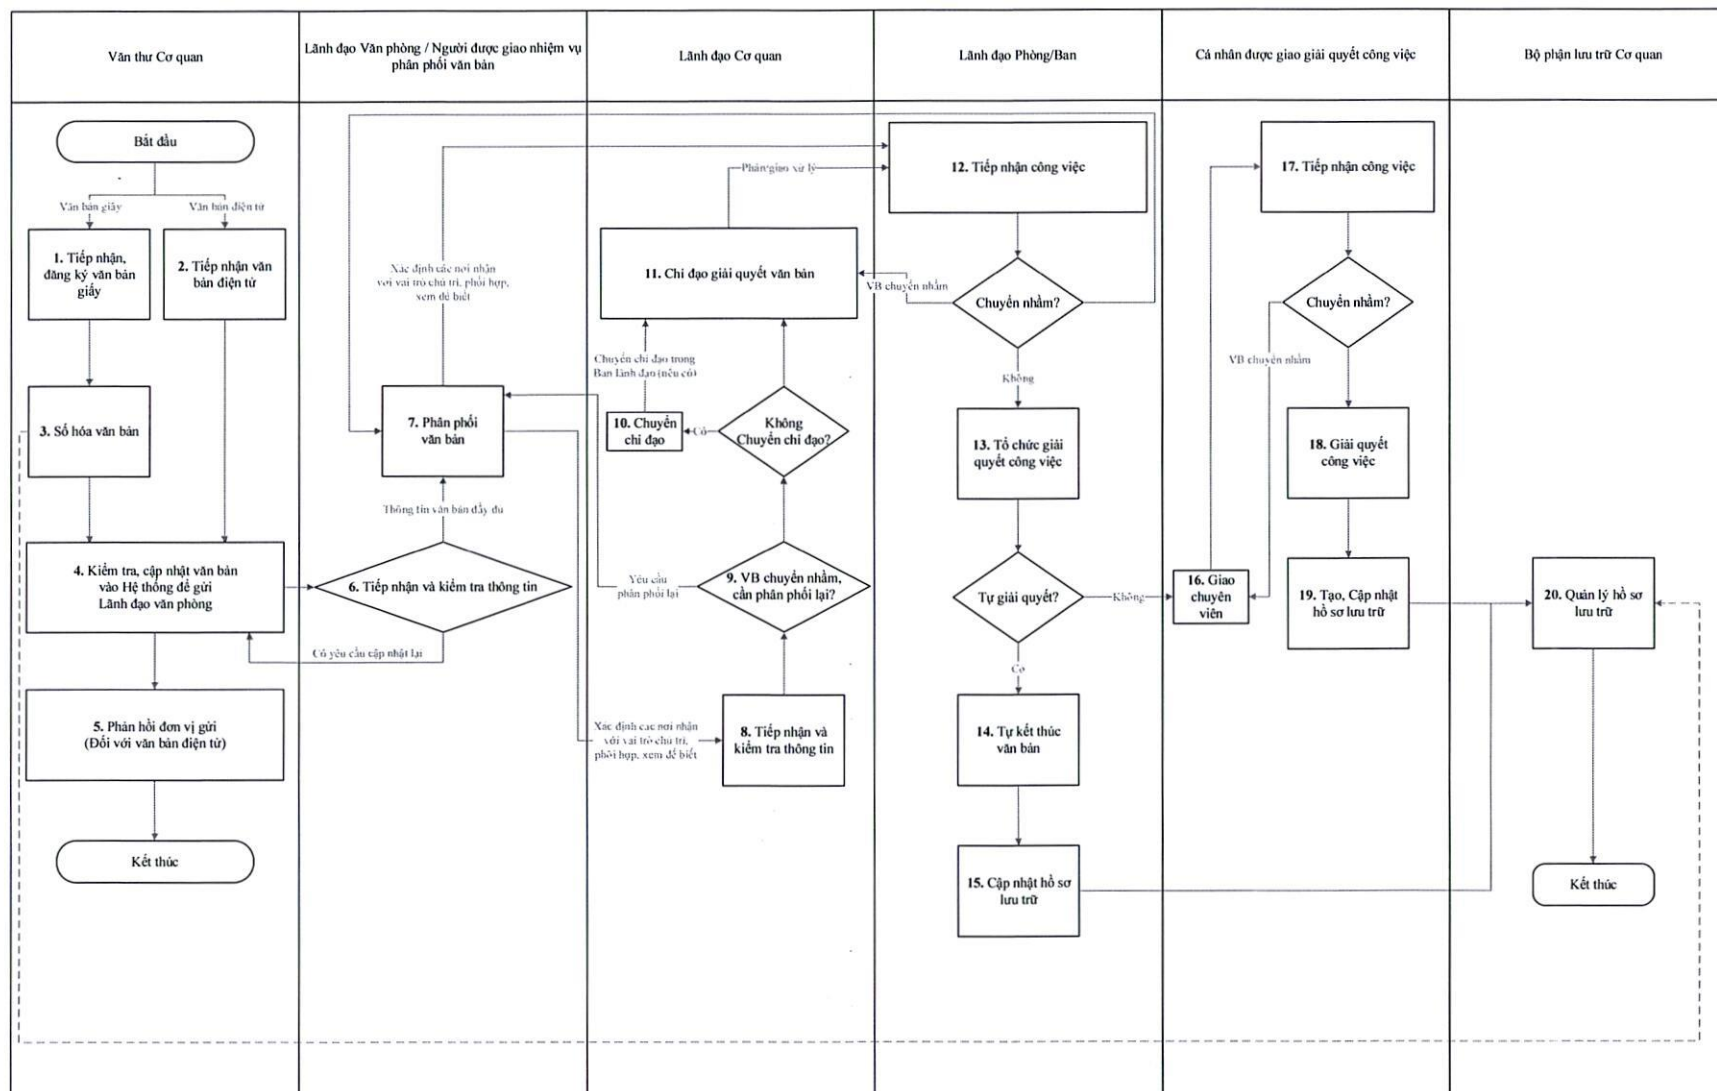 Văn thư Cơ quan
Lãnh đạo Văn phòng / Người được giao nhiệm vụ
phân phối văn bản
Lãnh đạo Cơ quan
Lãnh đạo Phòng/Ban
Cá nhân được giao giải quyết công việc
Bộ phận lưu trữ Cơ quan
Bắt đầu
Văn bản giấy
Văn bản điện tử
1. Tiếp nhận,
đăng ký văn bản
giấy
2. Tiếp nhận văn
bản điện tử
3. Số hóa văn bản
4. Kiểm tra, cập nhật văn bản
vào Hệ thống để gửi
Lãnh đạo văn phòng
5. Phản hồi đơn vị gửi
(Đối với văn bản điện tử)
Kết thúc
Xác định các nơi nhận
với vai trò chủ trì, phối hợp,
xem để biết
7. Phân phối
văn bản
Thông tin văn bản đầy đủ
6. Tiếp nhận và kiểm tra thông tin
Có yêu cầu cập nhật lại
Phân/giao xử lý
11. Chỉ đạo giải quyết văn bản
Chuyển chỉ đạo trong
Ban lãnh đạo (nếu có)
10. Chuyển
chỉ đạo
Có
Không
Chuyển chỉ đạo?
Yêu cầu
phân phối lại
9. VB chuyển nhầm,
cần phân phối lại?
Xác định các nơi nhận
với vai trò chủ trì,
phối hợp, xem để biết
8. Tiếp nhận và
kiểm tra thông tin
12. Tiếp nhận công việc
VB chuyển nhầm
Chuyển nhầm?
Không
13. Tổ chức giải
quyết công việc
Tự giải quyết?
Không
Có
14. Tự kết thúc
văn bản
15. Cập nhật hồ sơ
lưu trữ
17. Tiếp nhận công việc
Chuyển nhầm?
VB chuyển nhầm
18. Giải quyết
công việc
16. Giao
chuyên
viên
19. Tạo, Cập nhật
hồ sơ lưu trữ
20. Quản lý hồ sơ
lưu trữ
Kết thúc